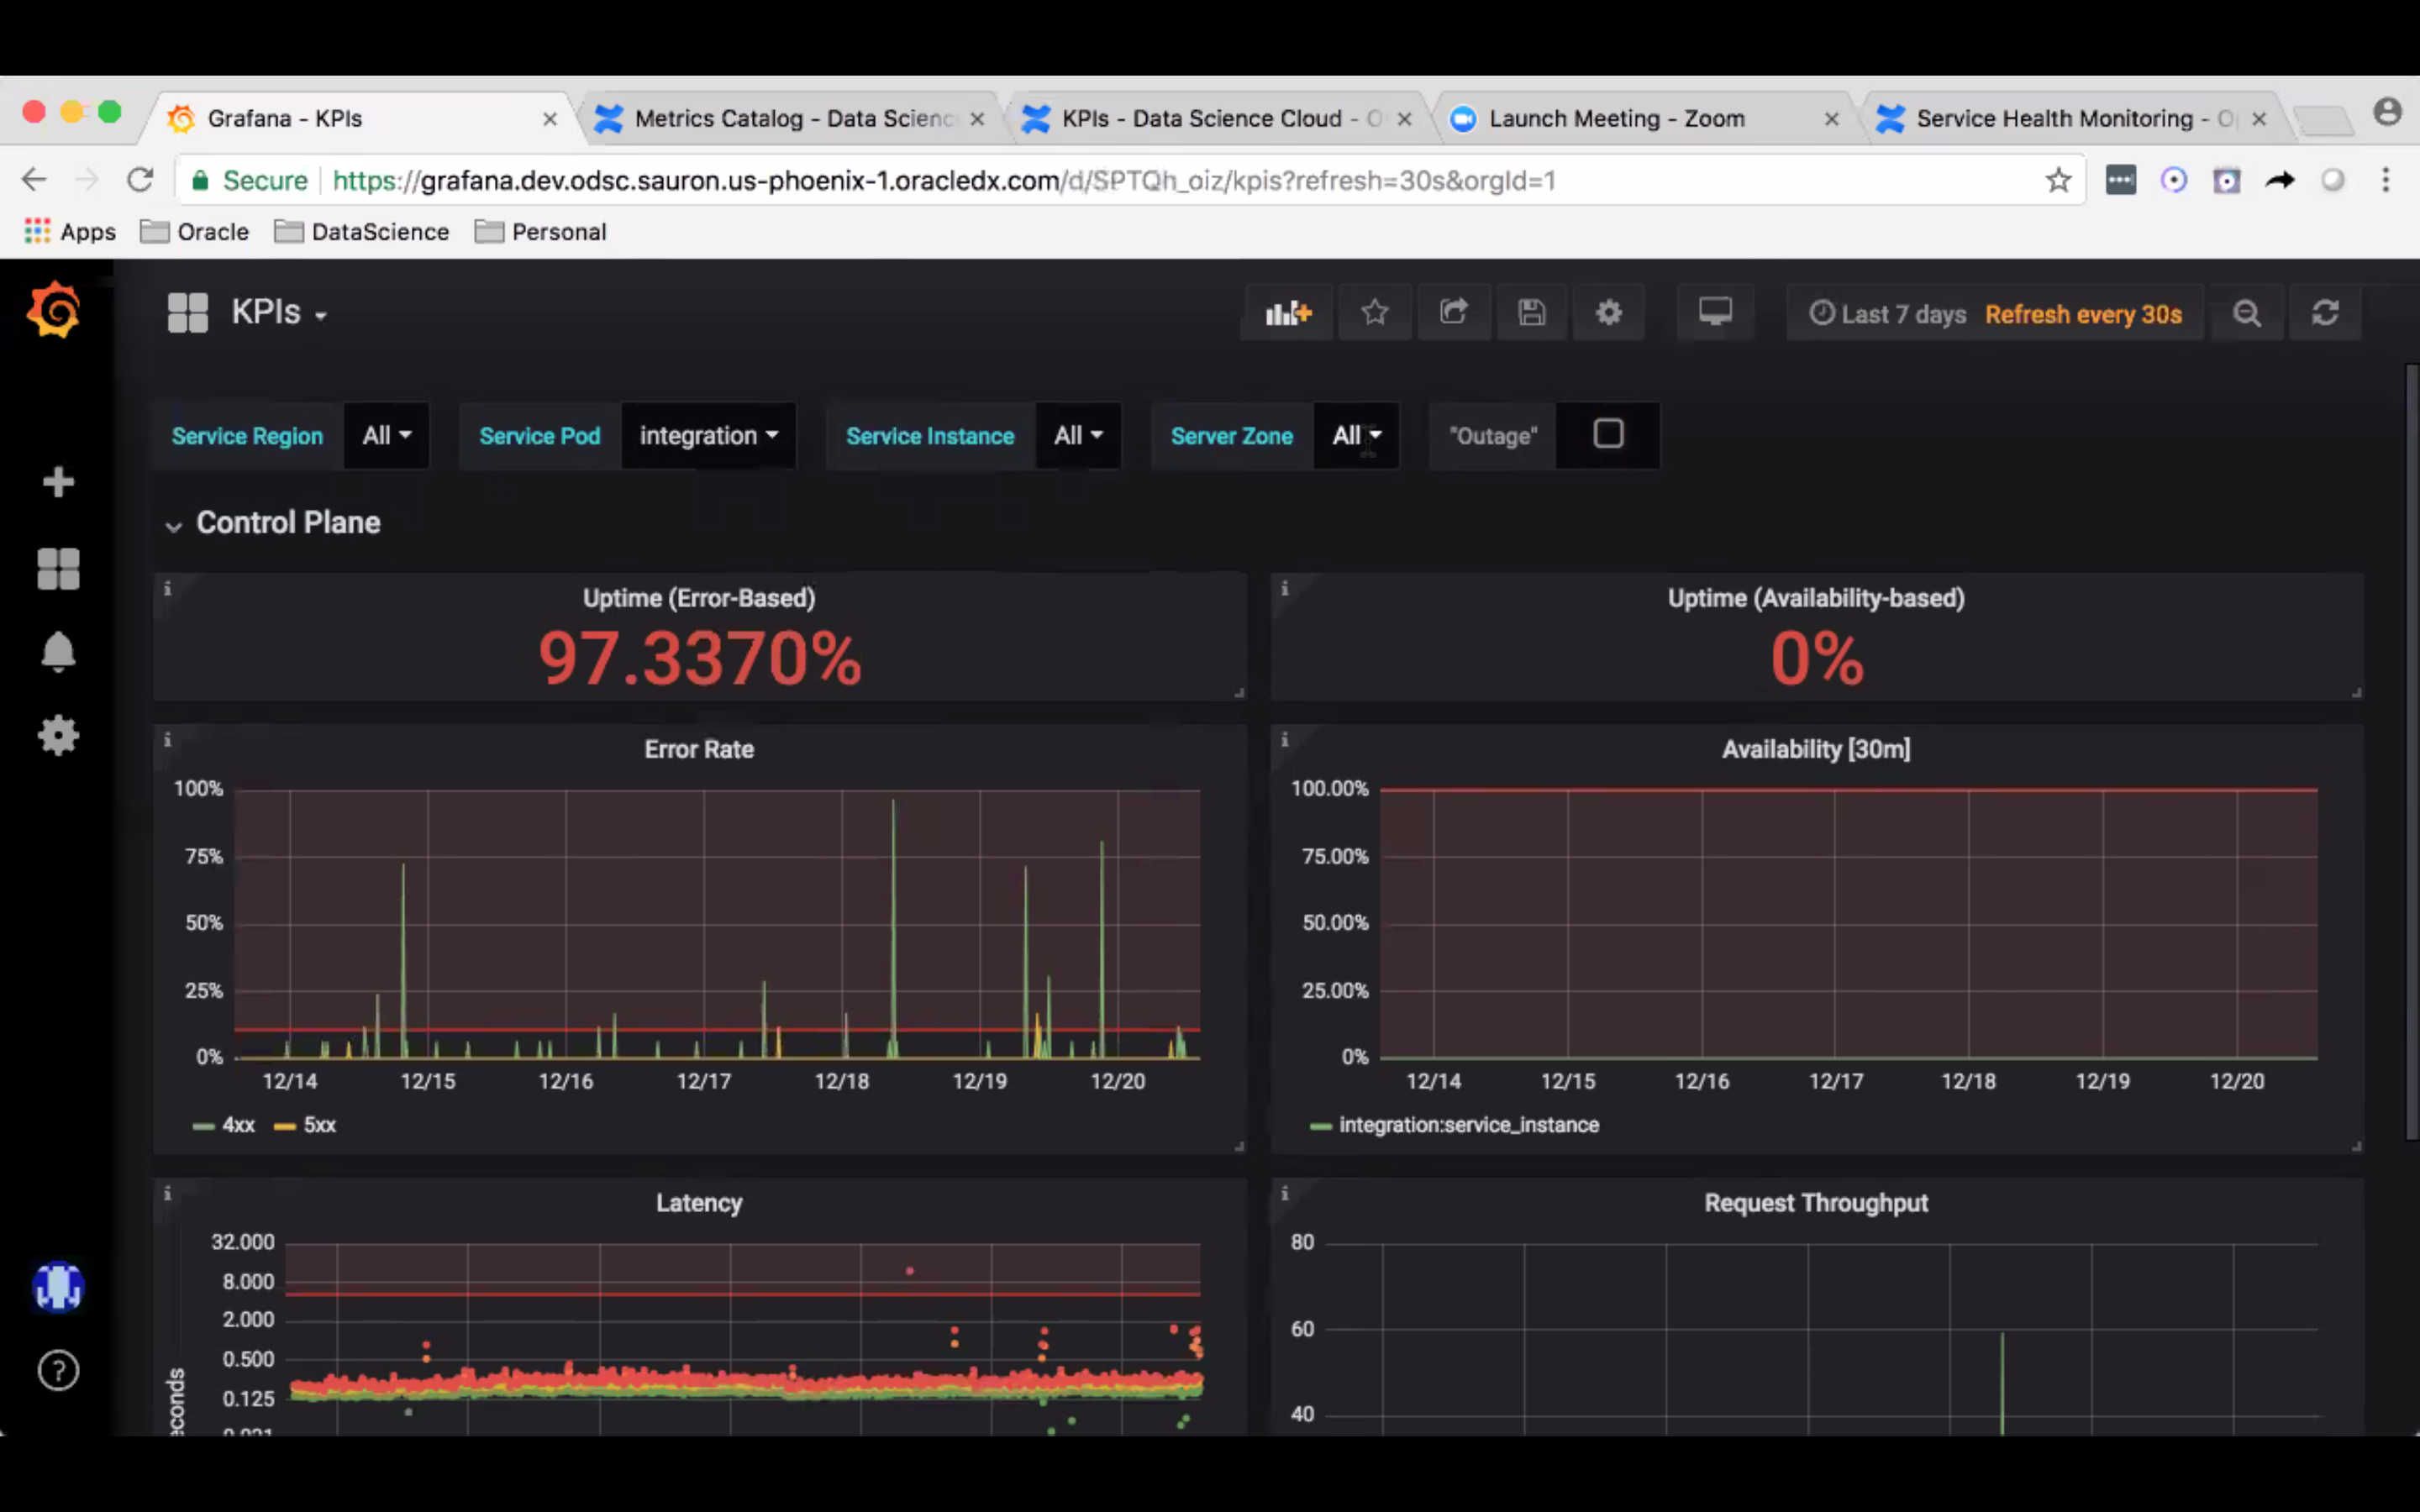 Grafana - KPIs
Metrics Catalog - Data Scienc
KPIs - Data Science Cloud - O
Launch Meeting - Zoom
Service Health Monitoring - O
Secure https://grafana.dev.odsc.sauron.us-phoenix-1.oracledx.com/d/SPTQh_oiz/kpis?refresh=30s&orgId=1
Apps Oracle DataScience Personal
KPIs
Last 7 days Refresh every 30s
Service Region All Service Pod integration Service Instance All Server Zone All "Outage"
Control Plane
Uptime (Error-Based)
97.3370%
Uptime (Availability-based)
0%
Error Rate
100%
75%
50%
25%
0%
12/14 12/15 12/16 12/17 12/18 12/19 12/20
4xx 5xx
Availability [30m]
100.00%
75.00%
50.00%
25.00%
0%
12/14 12/15 12/16 12/17 12/18 12/19 12/20
integration:service_instance
Latency
32.000
8.000
2.000
0.500
0.125
econds
Request Throughput
80
60
40